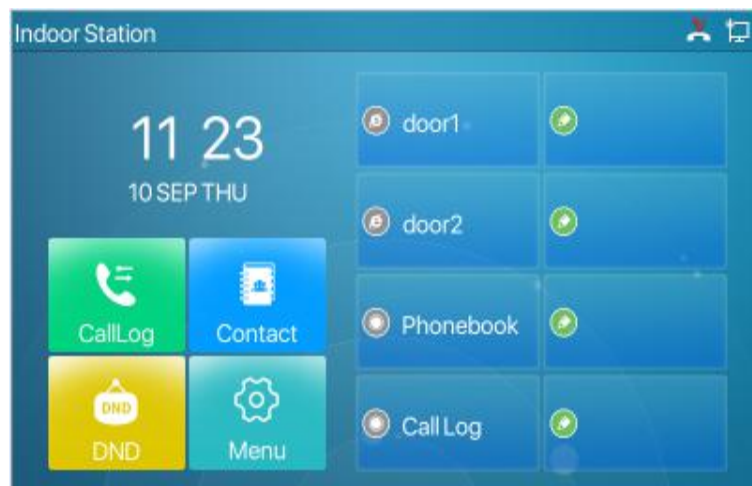 Indoor Station
11 23
10 SEP THU
CallLog
Contact
DND
DND
Menu
door1
door2
Phonebook
Call Log